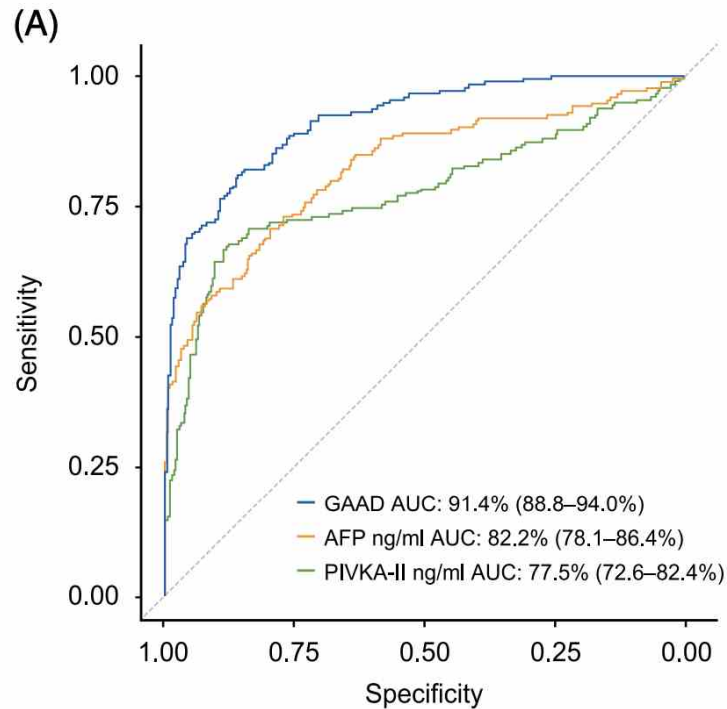 (A)
1.00
0.75
0.50
0.25
0.00
Sensitivity
GAAD AUC: 91.4% (88.8–94.0%)
AFP ng/ml AUC: 82.2% (78.1–86.4%)
PIVKA-II ng/ml AUC: 77.5% (72.6–82.4%)
1.00 0.75 0.50 0.25 0.00
Specificity